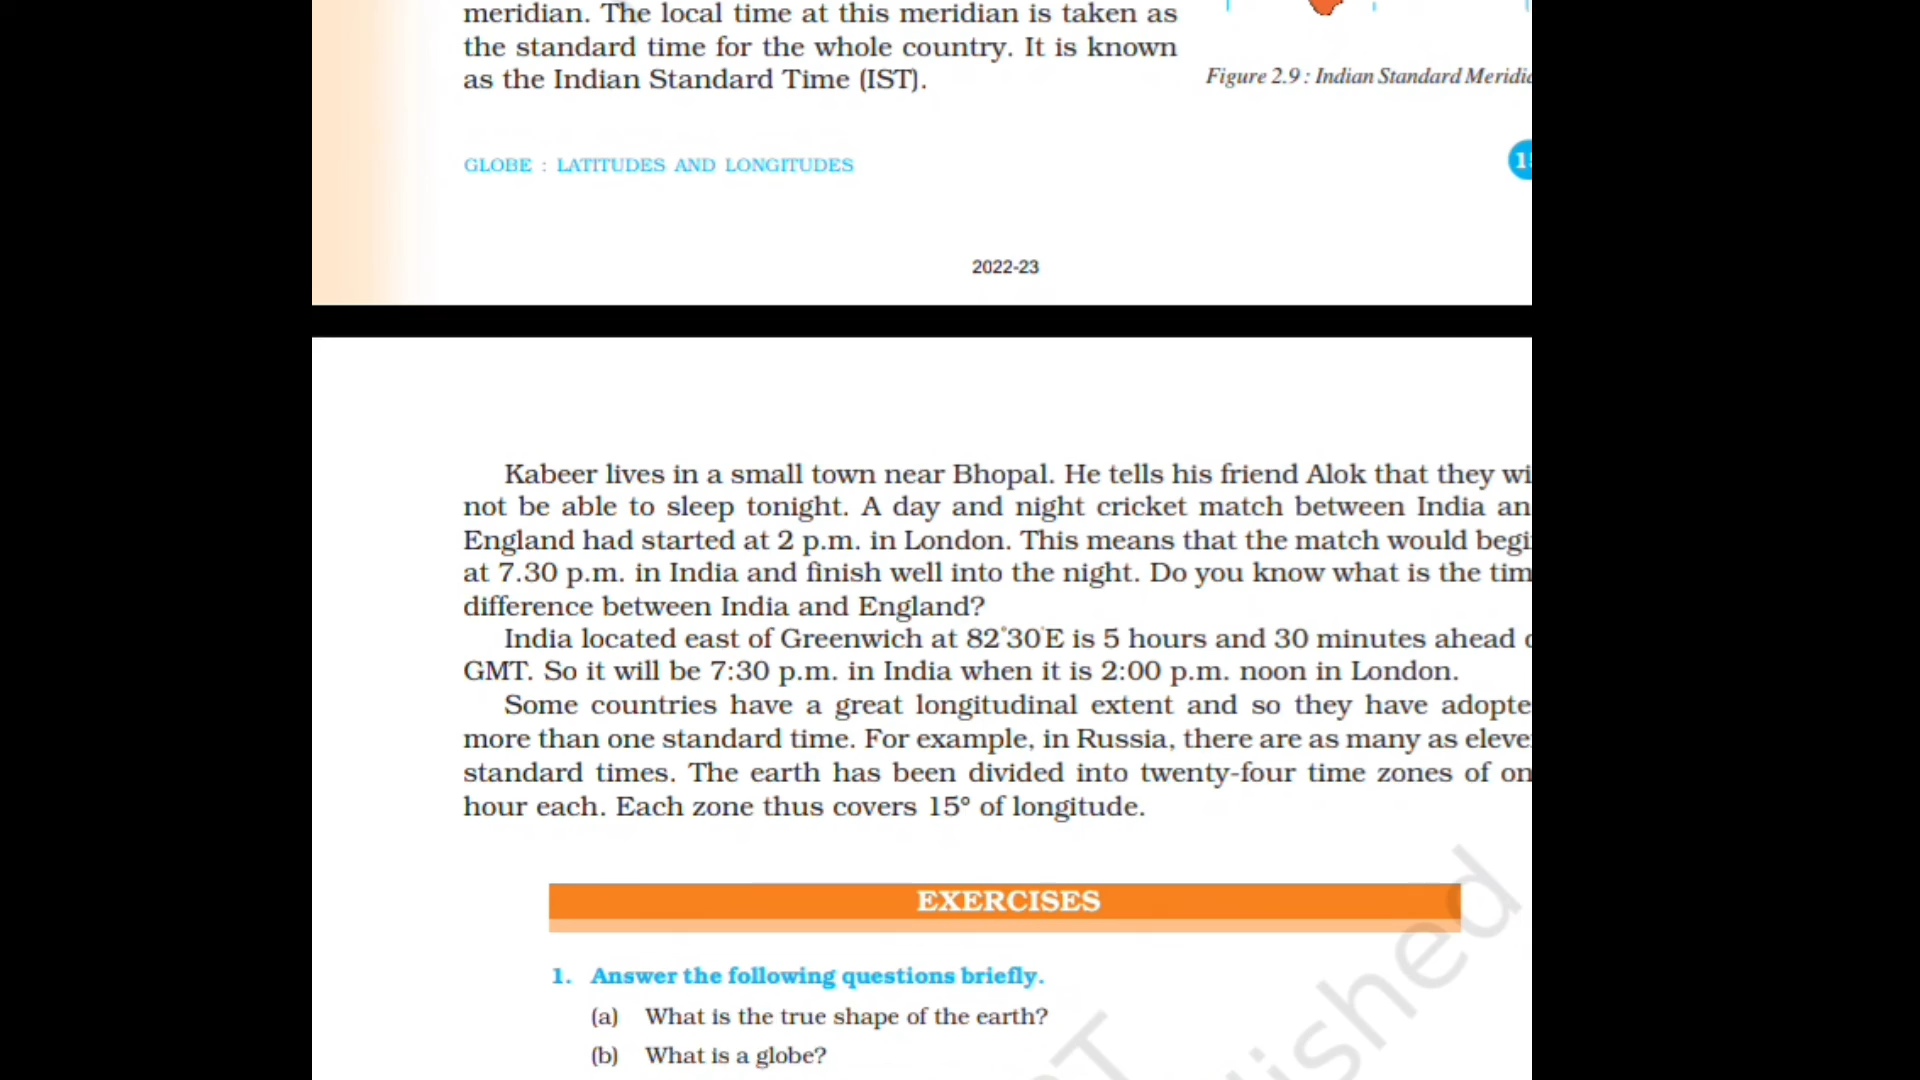 meridian. The local time at this meridian is taken as
the standard time for the whole country. It is known
as the Indian Standard Time (IST).
Figure 2.9 : Indian Standard Meridi
GLOBE : LATITUDES AND LONGITUDES
1
2022-23
Kabeer lives in a small town near Bhopal. He tells his friend Alok that they wi
not be able to sleep tonight. A day and night cricket match between India an
England had started at 2 p.m. in London. This means that the match would begi
at 7.30 p.m. in India and finish well into the night. Do you know what is the tim
difference between India and England?
India located east of Greenwich at 82°30'E is 5 hours and 30 minutes ahead
GMT. So it will be 7:30 p.m. in India when it is 2:00 p.m. noon in London.
Some countries have a great longitudinal extent and so they have adopte
more than one standard time. For example, in Russia, there are as many as eleve
standard times. The earth has been divided into twenty-four time zones of on
hour each. Each zone thus covers 15° of longitude.
EXERCISES
1. Answer the following questions briefly.
(a) What is the true shape of the earth?
(b) What is a globe?
ished